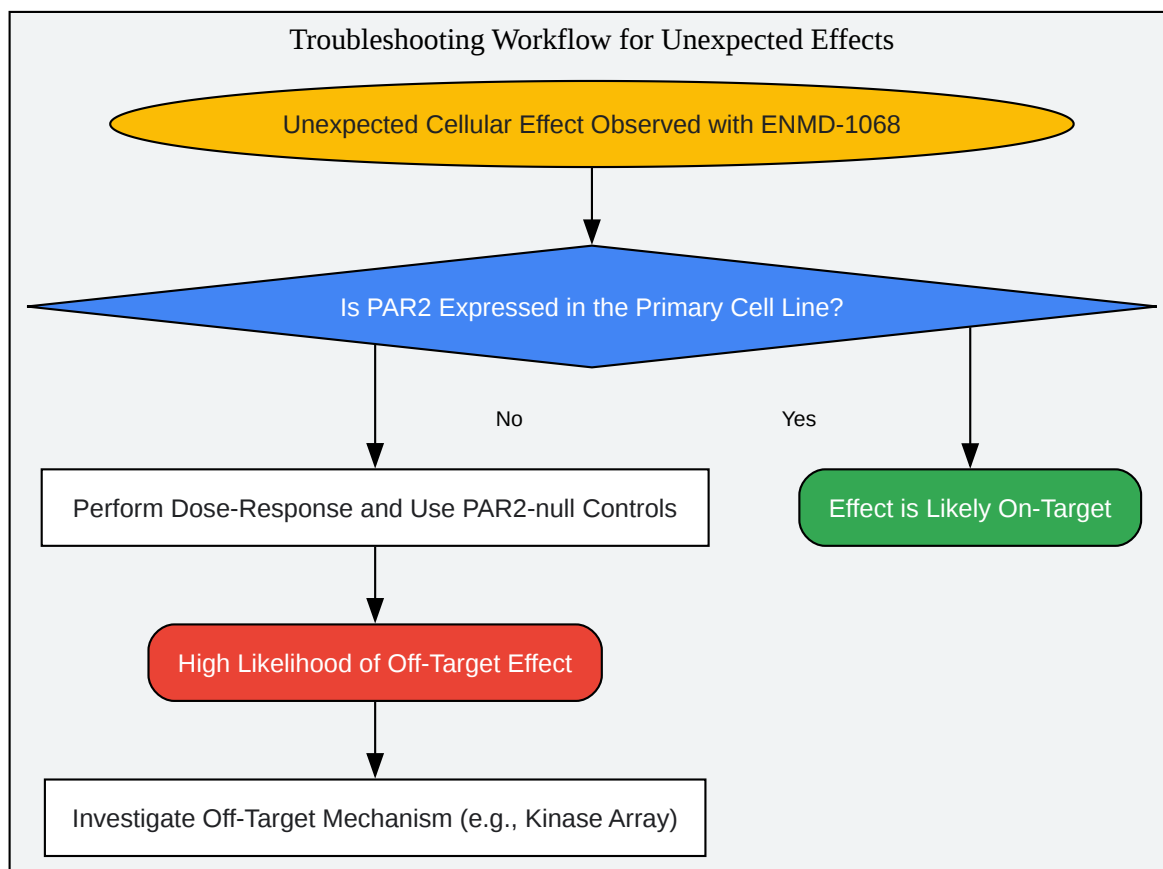 Troubleshooting Workflow for Unexpected Effects
Unexpected Cellular Effect Observed with ENMD-1068
Is PAR2 Expressed in the Primary Cell Line?
No
Yes
Perform Dose-Response and Use PAR2-null Controls
Effect is Likely On-Target
High Likelihood of Off-Target Effect
Investigate Off-Target Mechanism (e.g., Kinase Array)